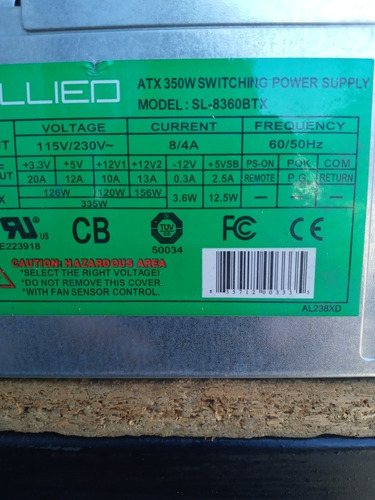 LLIED
ATX 350W SWITCHING POWER SUPPLY
MODEL: SL-8360BTX
VOLTAGE CURRENT FREQUENCY
115V/230V~ 8/4A 60/50Hz
+3.3V +5V +12V1 +12V2 -12V +5VSB PS-ON POK COM
20A 12A 10A 13A 0.3A 2.5A REMOTE P.G. RETURN
126W 120W 156W 3.6W 12.5W
335W
US
E223918
CB
TÜV
50034
FC CE
CAUTION: HAZARDOUS AREA
*SELECT THE RIGHT VOLTAGE!
*DO NOT REMOVE THIS COVER.
*WITH FAN SENSOR CONTROL.
AL238XD